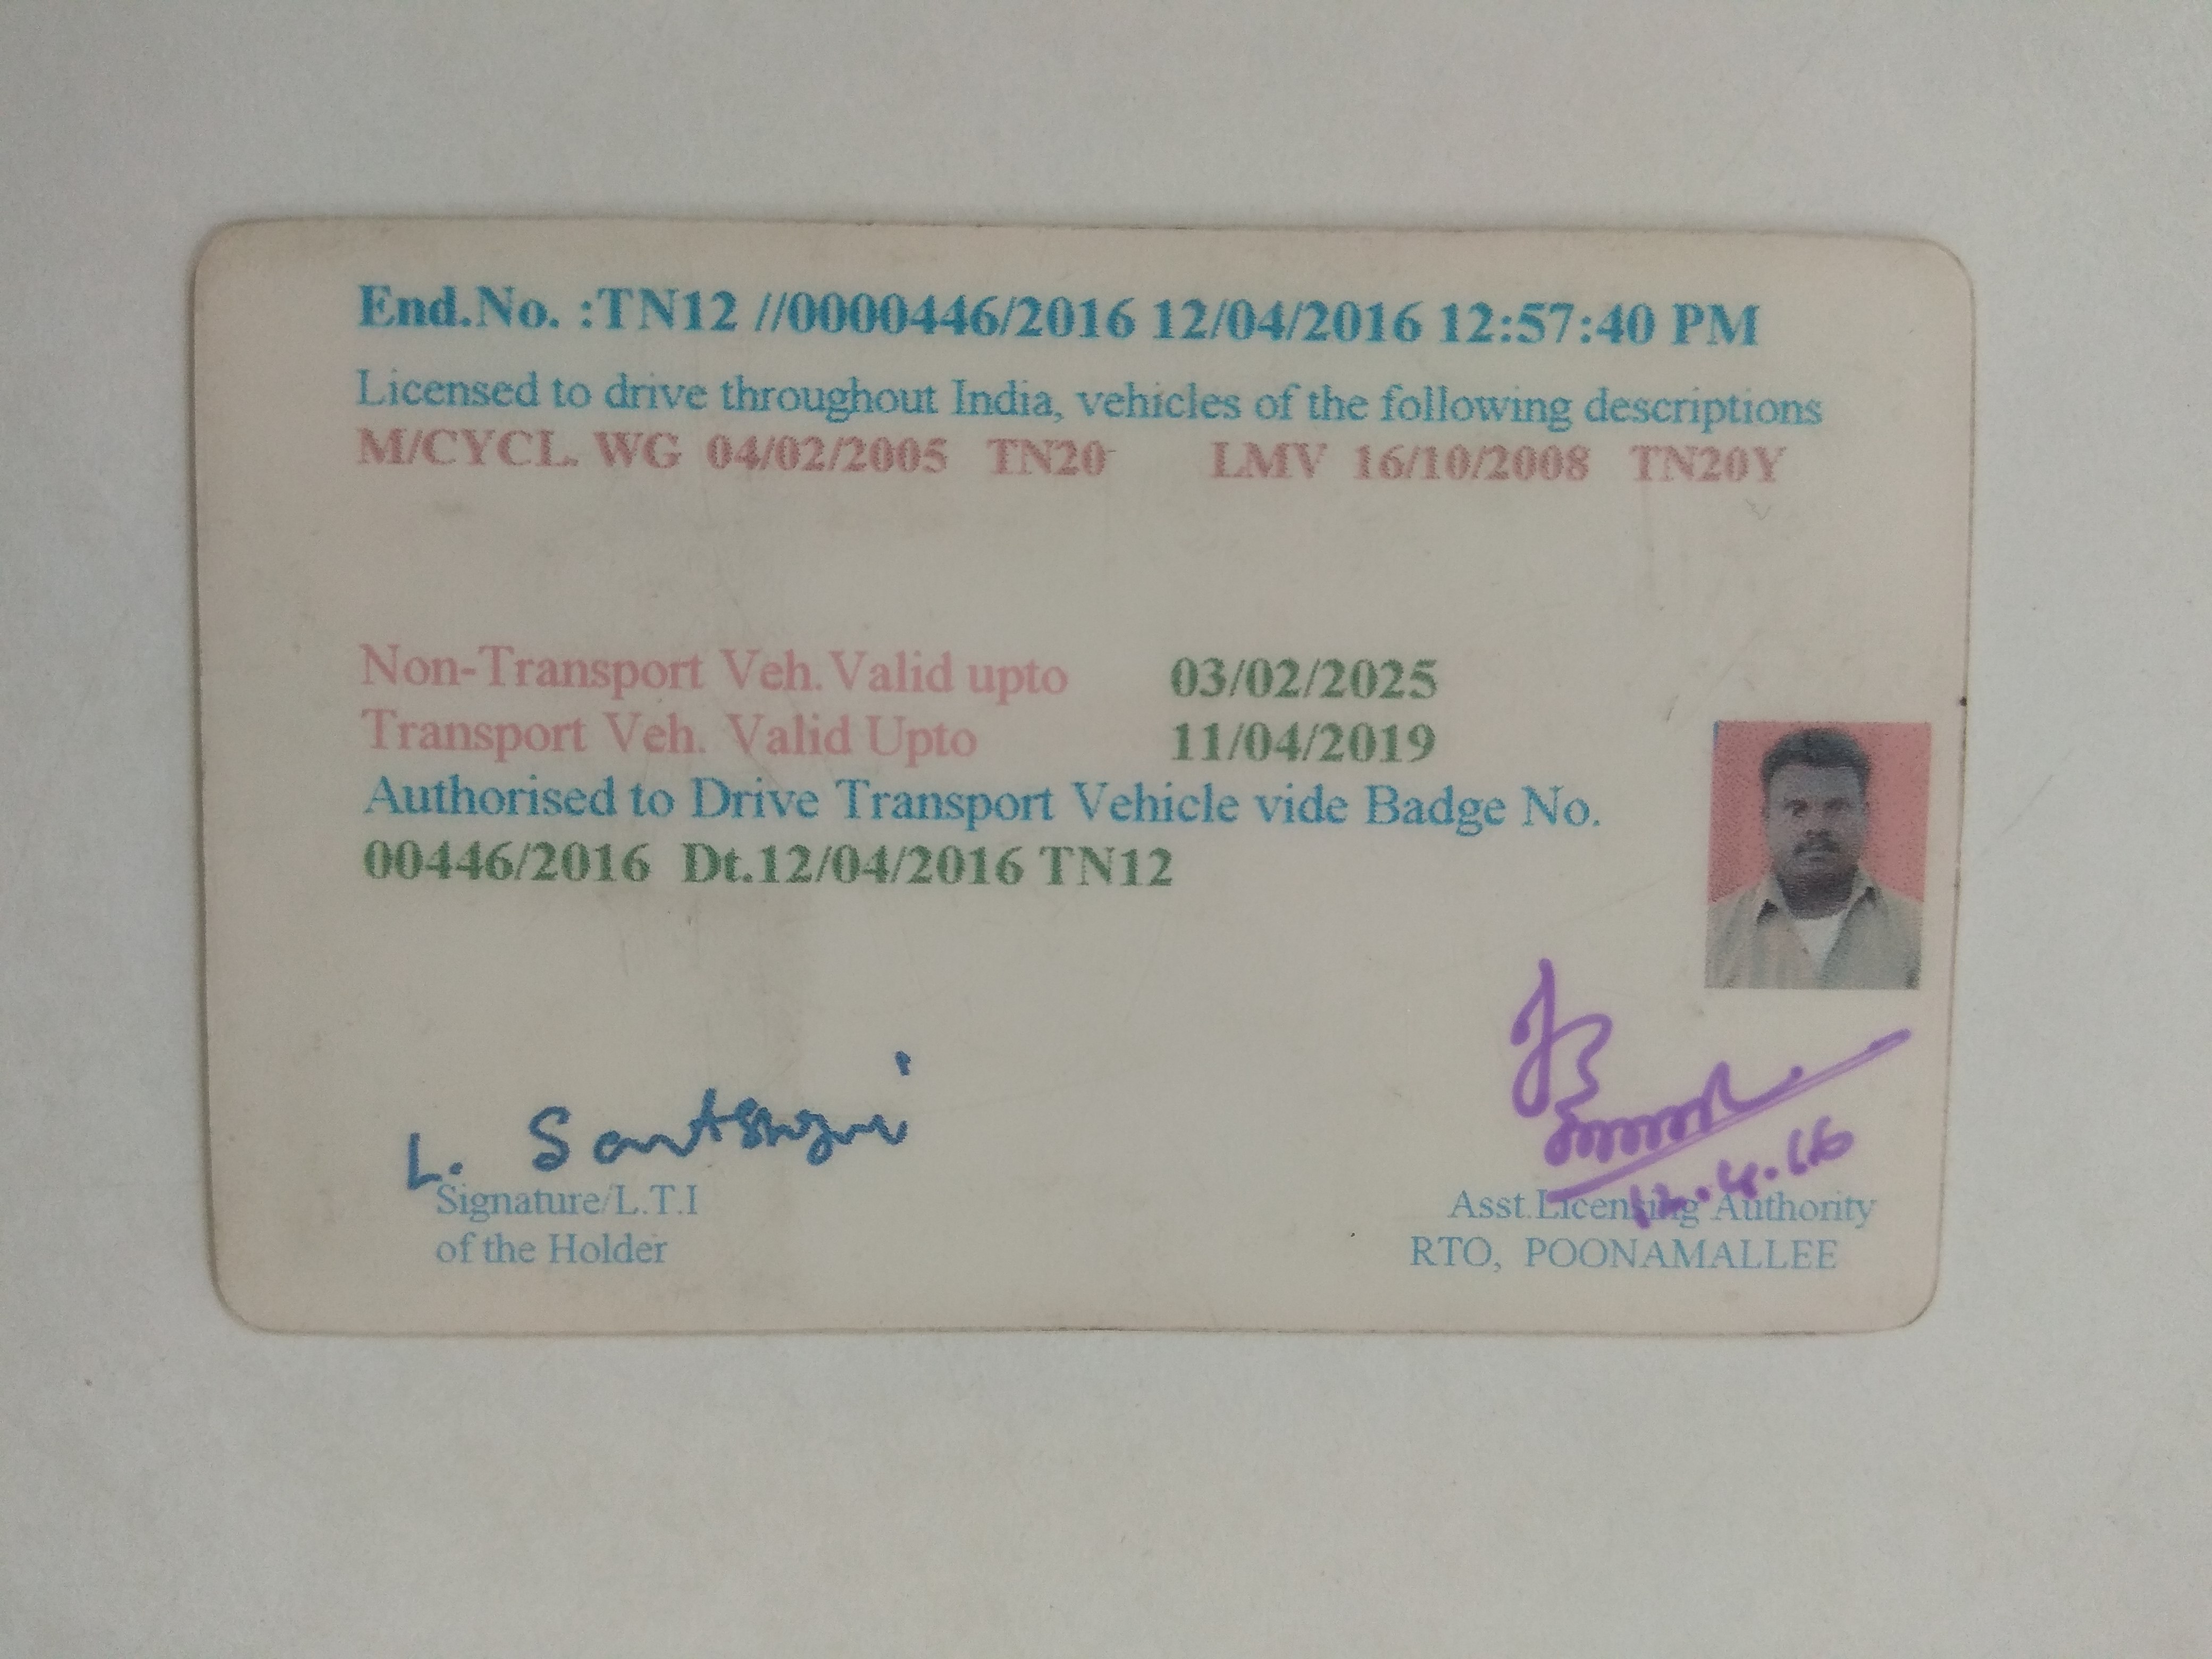 End.No. :TN12 //0000446/2016 12/04/2016 12:57:40 PM
Licensed to drive throughout India, vehicles of the following descriptions
M/CYCL. WG 04/02/2005 TN20 LMV 16/10/2008 TN20Y
Non-Transport Veh. Valid upto 03/02/2025
Transport Veh. Valid Upto 11/04/2019
Authorised to Drive Transport Vehicle vide Badge No.
00446/2016 Dt.12/04/2016 TN12
L.
12.4.16
Signature/L.T.I
of the Holder
Asst.Licensing Authority
RTO, POONAMALLEE